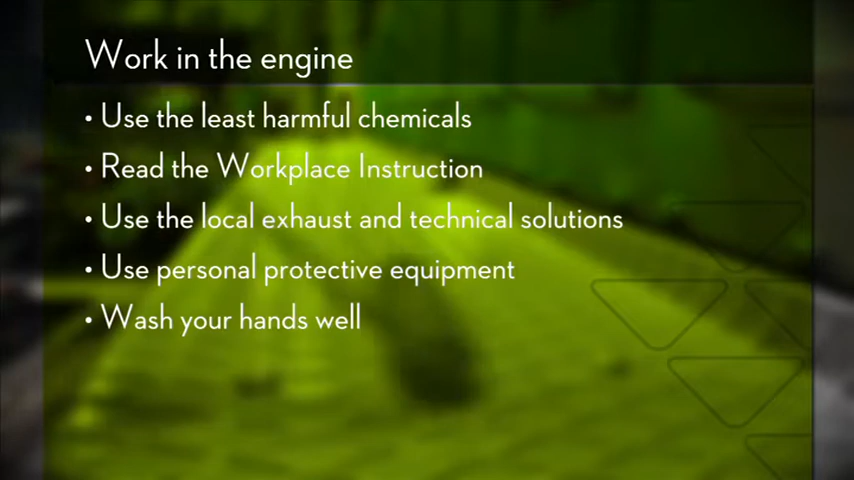 Work in the engine
• Use the least harmful chemicals
• Read the Workplace Instruction
• Use the local exhaust and technical solutions
• Use personal protective equipment
• Wash your hands well